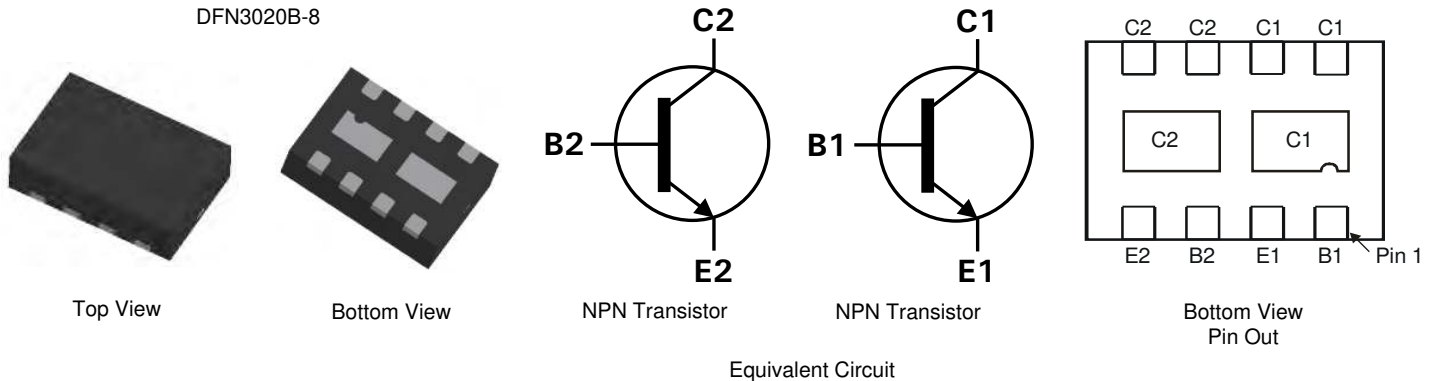 DFN3020B-8
C2
B2
E2
C1
B1
E1
C2 C2 C1 C1
C2 C1
E2 B2 E1 B1 Pin 1
Top View
Bottom View
NPN Transistor
NPN Transistor
Bottom View
Pin Out
Equivalent Circuit